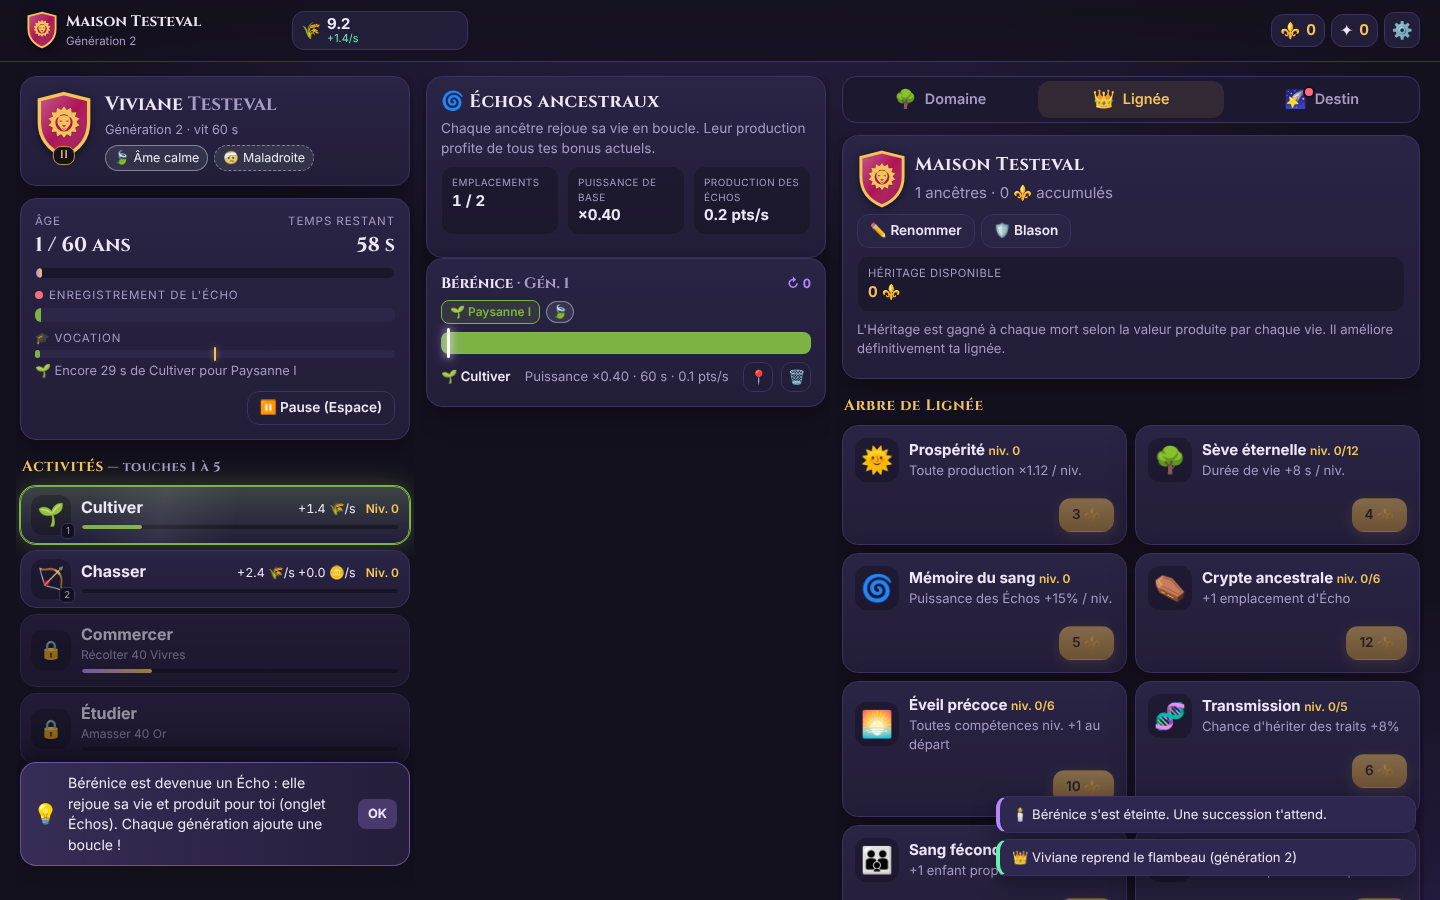 Maison Testeval
Génération 2
9.2
+1.4/s
0
0
Viviane Testeval
Génération 2 · vit 60 s
Âme calme
Maladroite
II
ÂGE
TEMPS RESTANT
1 / 60 ans
58 s
ENREGISTREMENT DE L'ÉCHO
VOCATION
Encore 29 s de Cultiver pour Paysanne I
Pause (Espace)
Activités — touches 1 à 5
Cultiver
+1.4 /s Niv. 0
1
Chasser
+2.4 /s +0.0 /s Niv. 0
2
Commercer
Récolter 40 Vivres
Étudier
Amasser 40 Or
Bérénice est devenue un Écho : elle
rejoue sa vie et produit pour toi (onglet
Échos). Chaque génération ajoute une
boucle !
OK
Échos ancestraux
Chaque ancêtre rejoue sa vie en boucle. Leur production
profite de tous tes bonus actuels.
EMPLACEMENTS
1 / 2
PUISSANCE DE
BASE
×0.40
PRODUCTION DES
ÉCHOS
0.2 pts/s
Bérénice · Gén. 1
↻ 0
Paysanne I
Cultiver
Puissance ×0.40 · 60 s · 0.1 pts/s
Domaine
Lignée
Destin
Maison Testeval
1 ancêtres · 0 accumulés
Renommer
Blason
HÉRITAGE DISPONIBLE
0
L'Héritage est gagné à chaque mort selon la valeur produite par chaque vie. Il améliore
définitivement ta lignée.
Arbre de Lignée
Prospérité niv. 0
Toute production ×1.12 / niv.
3
Sève éternelle niv. 0/12
Durée de vie +8 s / niv.
4
Mémoire du sang niv. 0
Puissance des Échos +15% / niv.
5
Crypte ancestrale niv. 0/6
+1 emplacement d'Écho
12
Éveil précoce niv. 0/6
Toutes compétences niv. +1 au
départ
10
Transmission niv. 0/5
Chance d'hériter des traits +8%
6
Sang fécond
+1 enfant prop
Bérénice s'est éteinte. Une succession t'attend.
Viviane reprend le flambeau (génération 2)